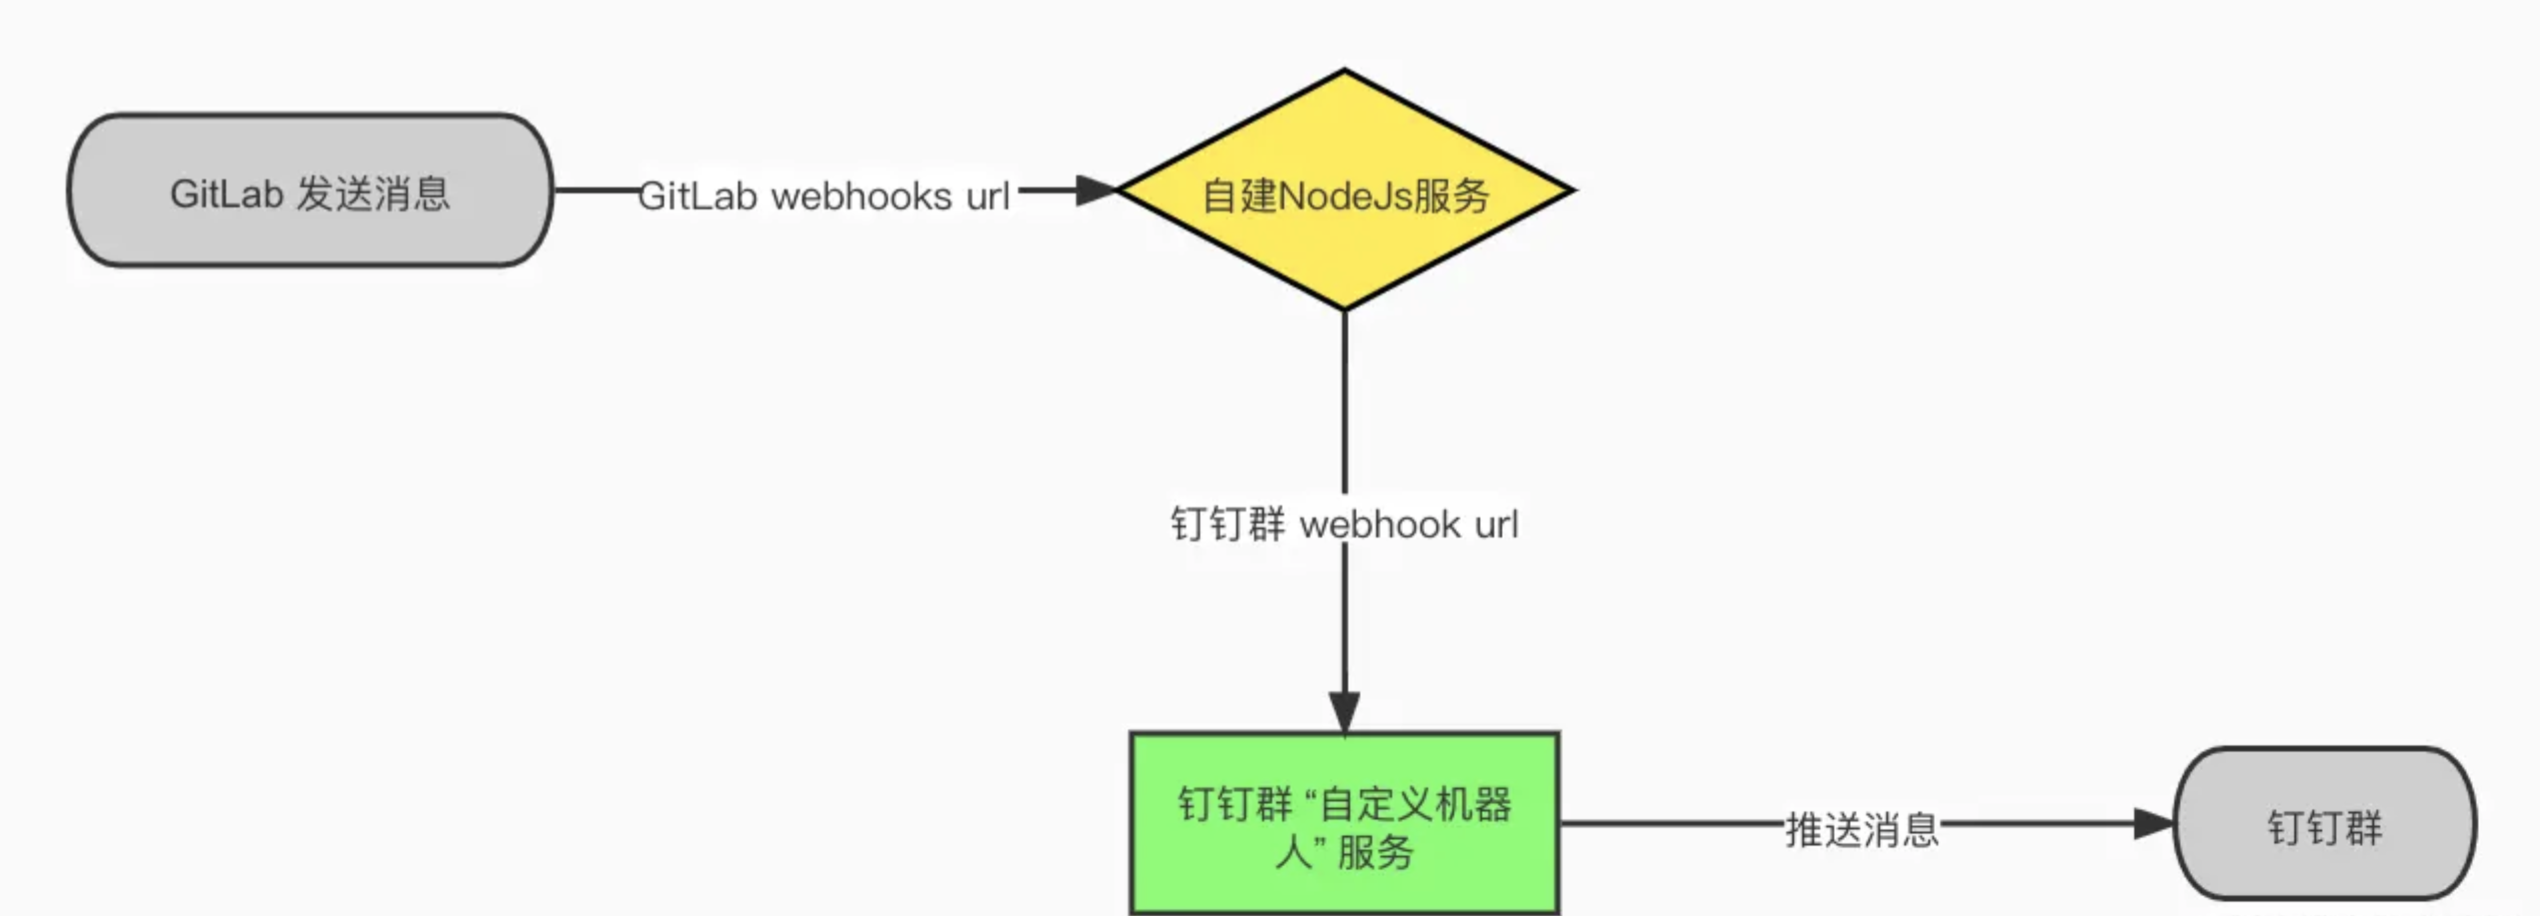 GitLab 发送消息
GitLab webhooks url
自建NodeJs服务
钉钉群 webhook url
钉钉群 “自定义机器
人” 服务
推送消息
钉钉群